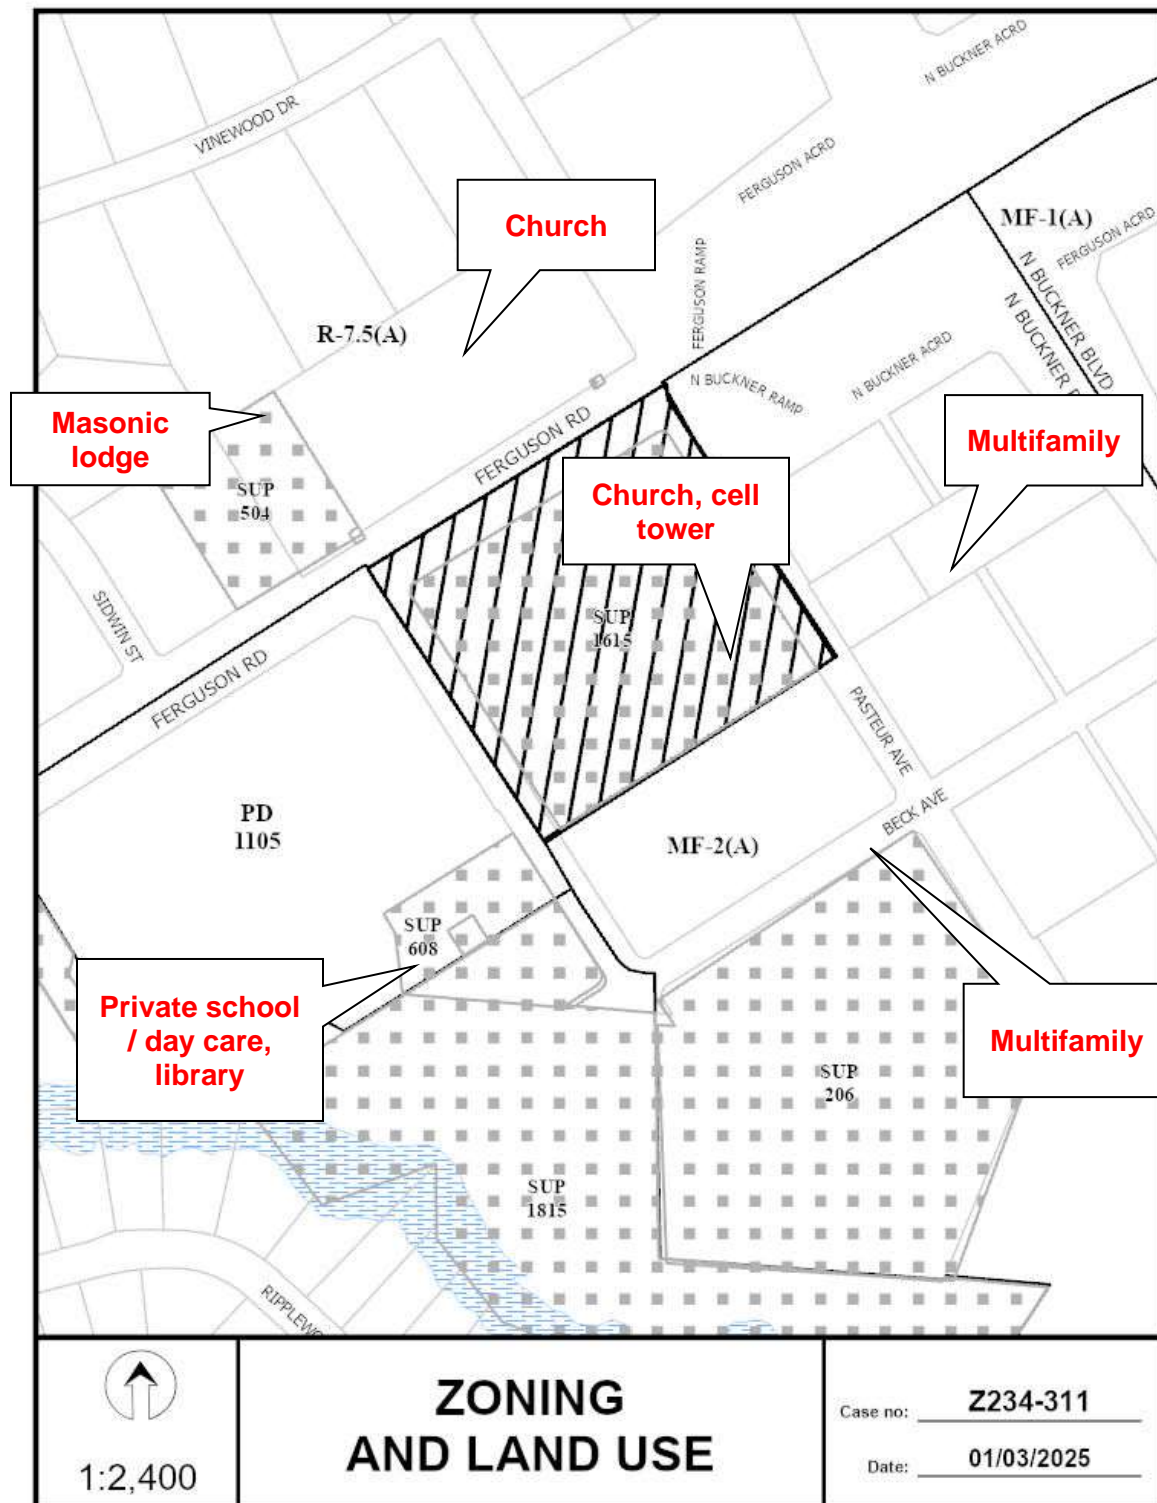 N BUCKNER ACRD
VINEWOOD DR
FERGUSON ACRD
Church
MF-1(A)
FERGUSON ACRD
N BUCKNER BLVD
N BUCKNER
FERGUSON RAMP
R-7.5(A)
N BUCKNER ACRD
N BUCKNER RAMP
Masonic
lodge
FERGUSON RD
Multifamily
SUP
504
Church, cell
tower
SUP
1615
SIDWIN ST
FERGUSON RD
PASTEUR AVE
BECK AVE
PD
1105
MF-2(A)
SUP
608
Private school
/ day care,
library
Multifamily
SUP
206
SUP
1815
RIPPLEWO
1:2,400
ZONING
AND LAND USE
Case no: Z234-311
Date: 01/03/2025